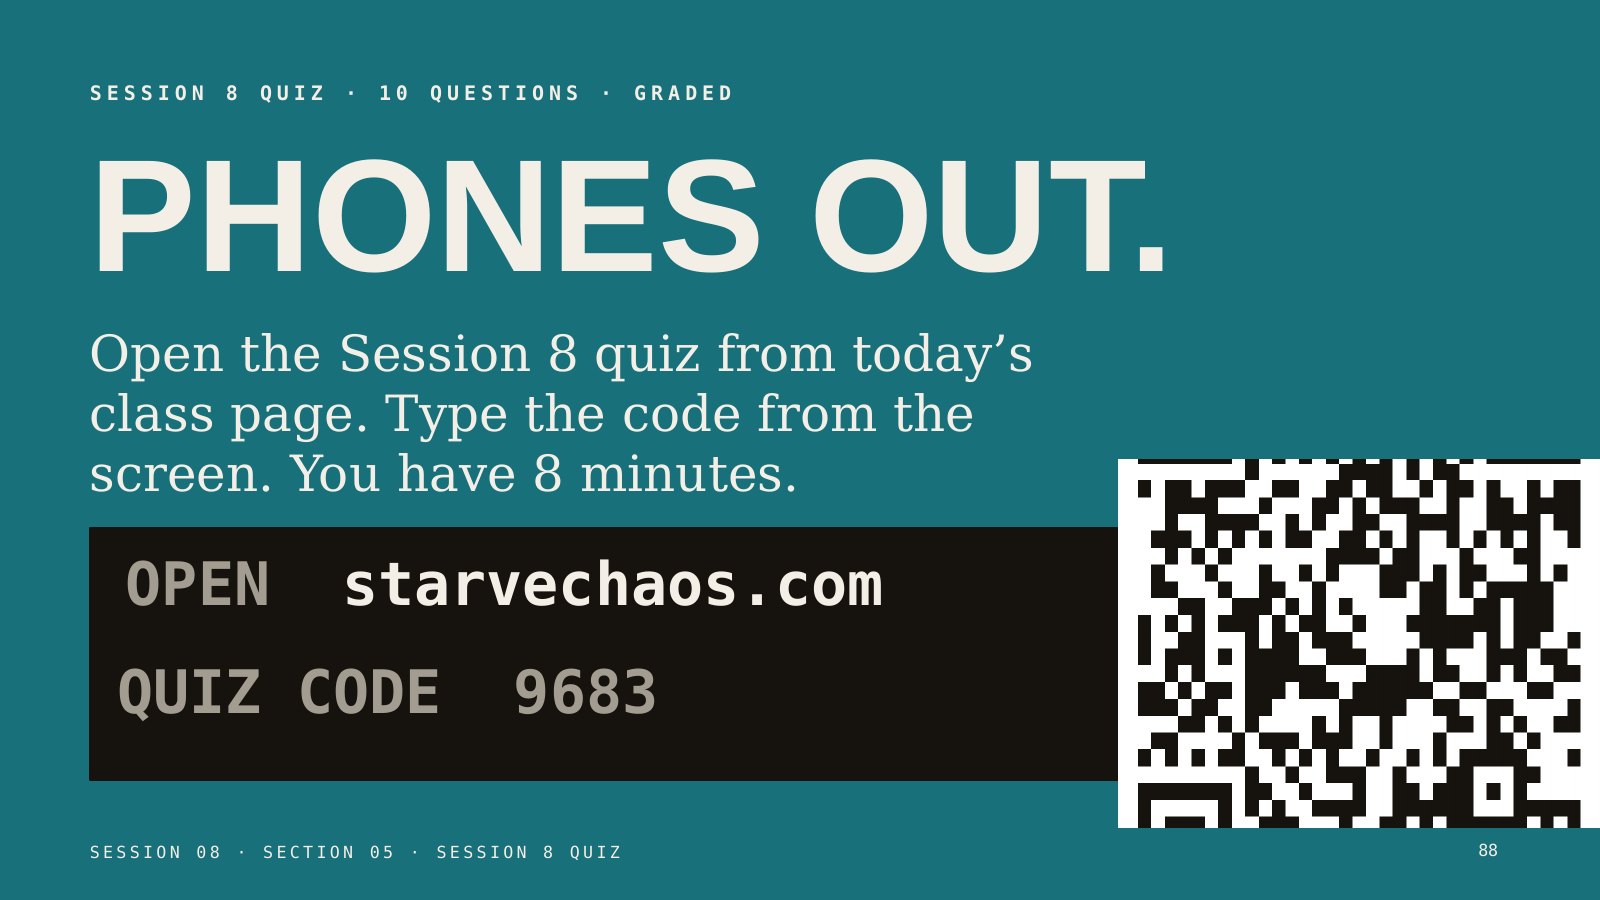 SESSION 8 QUIZ · 10 QUESTIONS · GRADED
PHONES OUT.
Open the Session 8 quiz from today’s
class page. Type the code from the
screen. You have 8 minutes.
OPEN starvechaos.com
QUIZ CODE 9683
SESSION 08 · SECTION 05 · SESSION 8 QUIZ
88